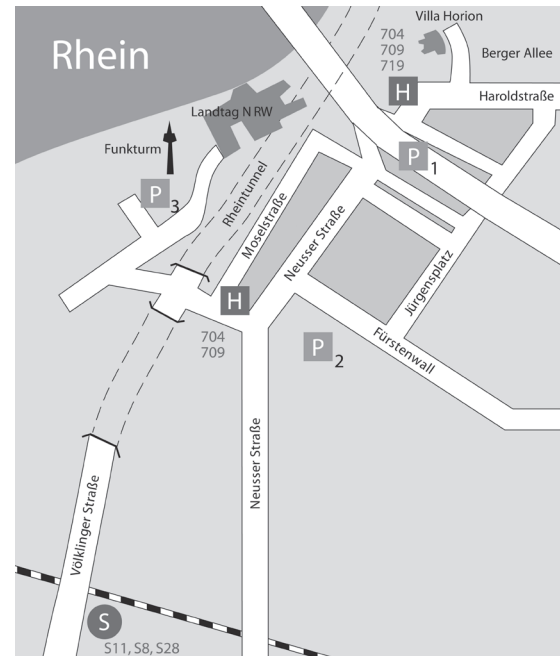 Villa Horion
704
709
719
Berger Allee
Rhein
H
Haroldstraße
Landtag NRW
Funkturm
P 1
P 3
Rheintunnel
Moselstraße
Neusser Straße
Jürgensplatz
H
704
709
P 2
Fürstenwall
Neusser Straße
Völklinger Straße
S
S11, S8, S28